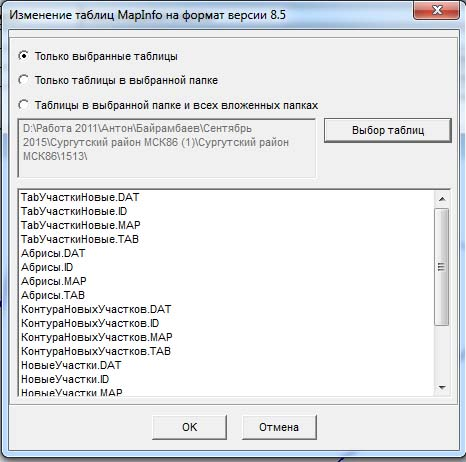 Изменение таблиц MapInfo на формат версии 8.5
Только выбранные таблицы
Только таблицы в выбранной папке
Таблицы в выбранной папке и всех вложенных папках
D:\Работа 2011\Антон\Байрамбаев\Сентябрь
2015\Сургутский район МСК86 (1)\Сургутский район
МСК86\1513\
Выбор таблиц
TabУчасткиНовые.DAT
TabУчасткиНовые.ID
TabУчасткиНовые.MAP
TabУчасткиНовые.TAB
Абрисы.DAT
Абрисы.ID
Абрисы.MAP
Абрисы.TAB
КонтураНовыхУчастков.DAT
КонтураНовыхУчастков.ID
КонтураНовыхУчастков.MAP
КонтураНовыхУчастков.TAB
НовыеУчастки.DAT
НовыеУчастки.ID
НовыеУчастки.MAP
OK
Отмена